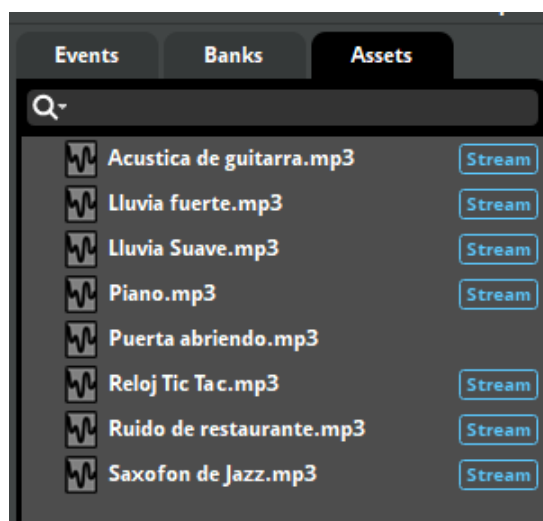 Events Banks Assets
Acustica de guitarra.mp3 Stream
Lluvia fuerte.mp3 Stream
Lluvia Suave.mp3 Stream
Piano.mp3 Stream
Puerta abriendo.mp3
Reloj Tic Tac.mp3 Stream
Ruido de restaurante.mp3 Stream
Saxofon de Jazz.mp3 Stream